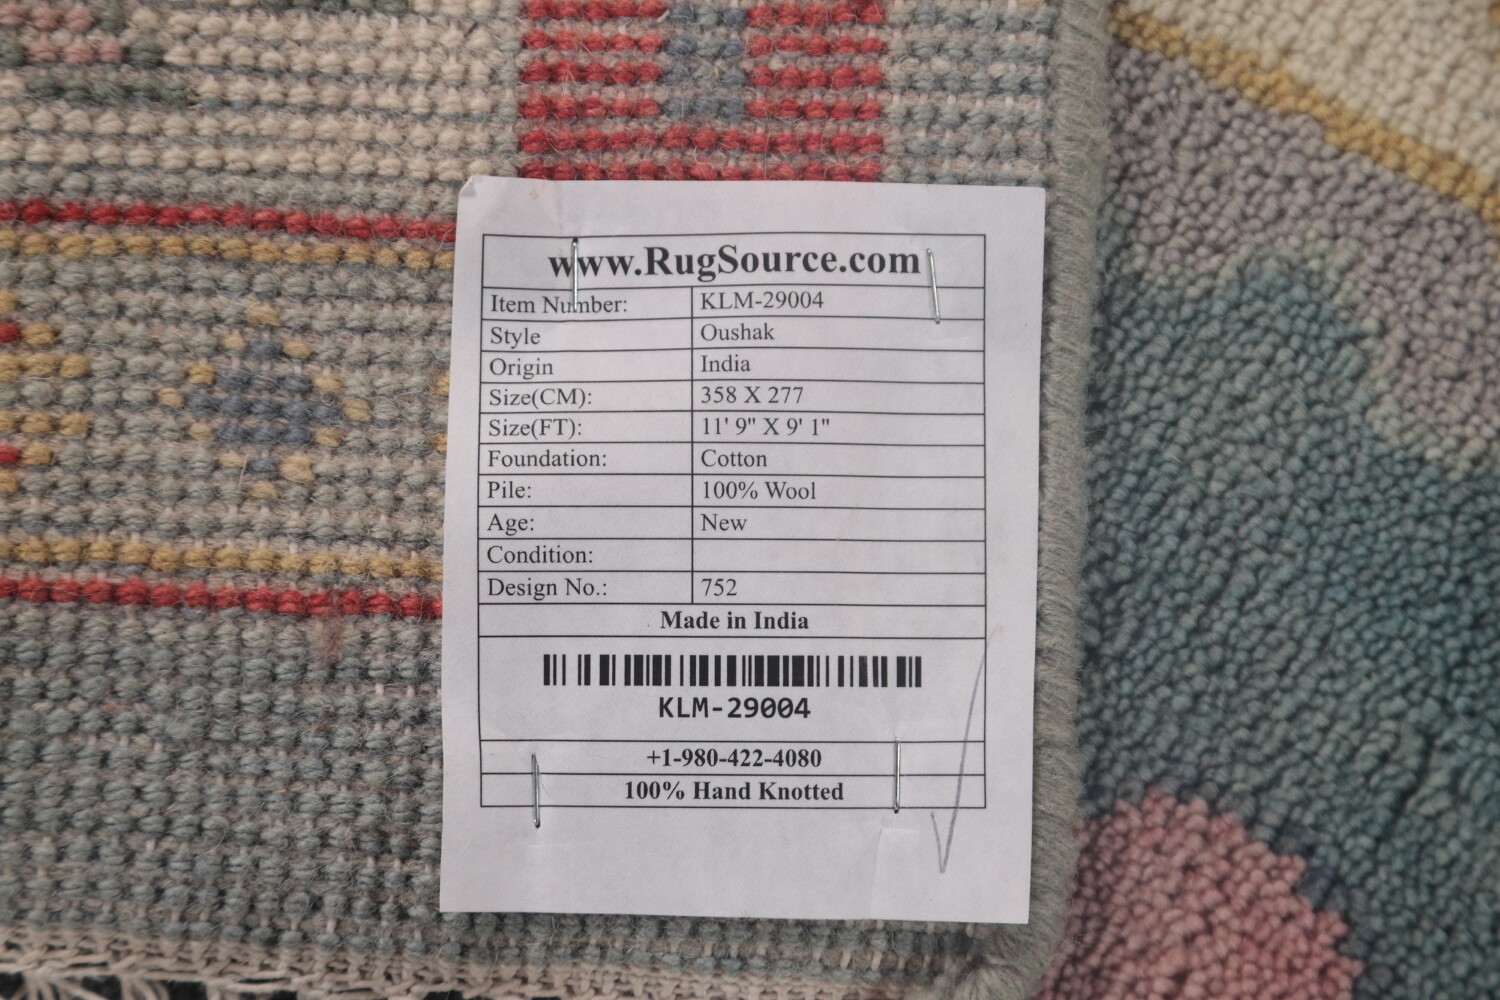 www.RugSource.com
Item Number: KLM-29004
Style Oushak
Origin India
Size(CM): 358 X 277
Size(FT): 11' 9" X 9' 1"
Foundation: Cotton
Pile: 100% Wool
Age: New
Condition:
Design No.: 752
Made in India
KLM-29004
+1-980-422-4080
100% Hand Knotted